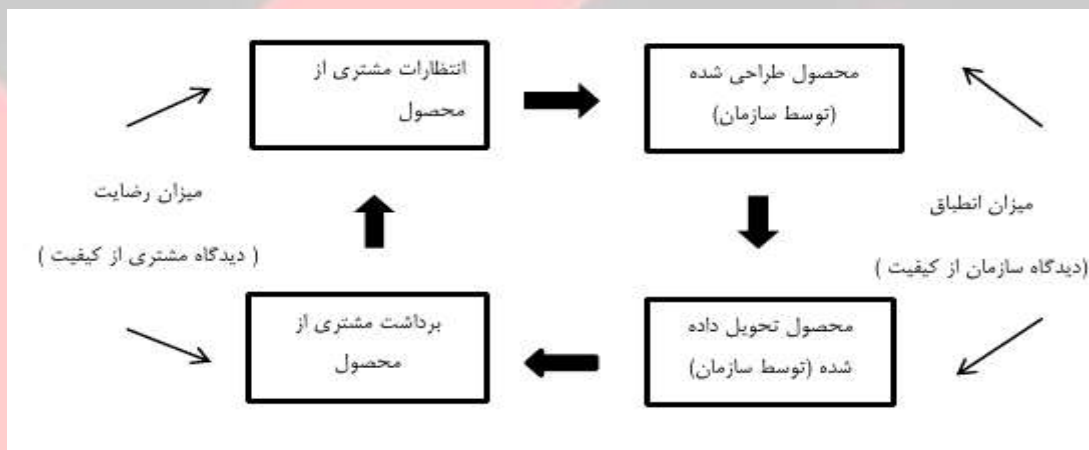 انتظارات مشتری از
محصول
محصول طراحی شده
(توسط سازمان)
میزان رضایت
( دیدگاه مشتری از کیفیت )
میزان انطباق
(دیدگاه سازمان از کیفیت )
برداشت مشتری از
محصول
محصول تحویل داده
شده (توسط سازمان)